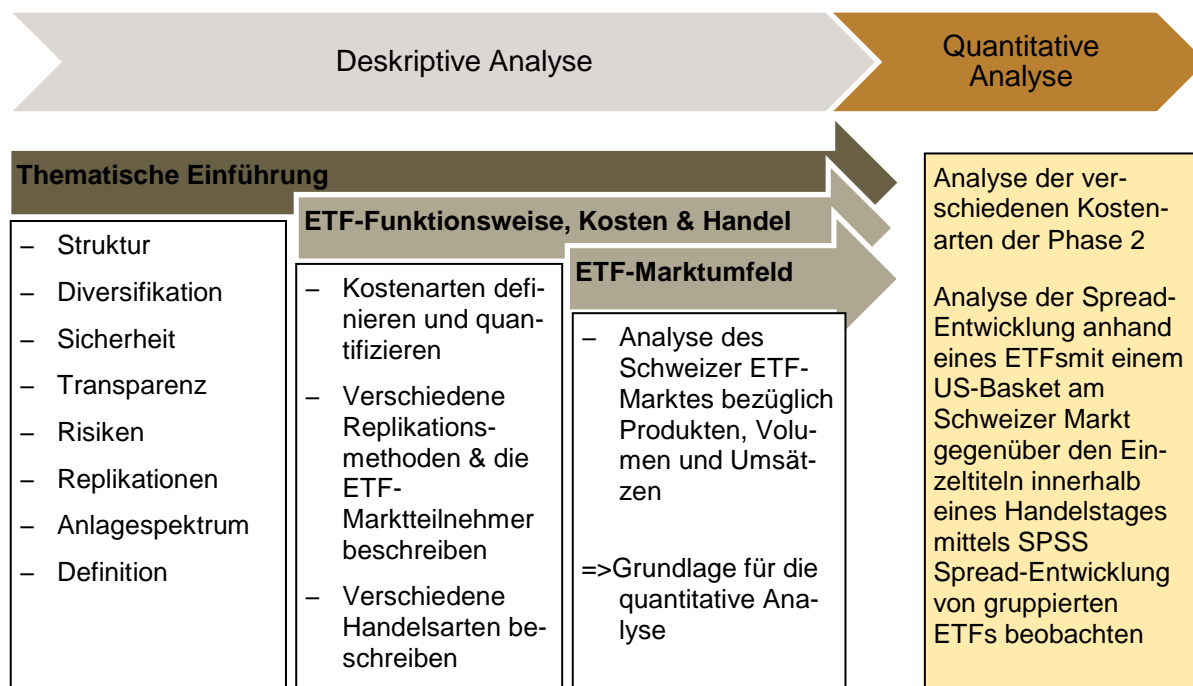 Deskriptive Analyse
Quantitative
Analyse
Thematische Einführung
– Struktur
– Diversifikation
– Sicherheit
– Transparenz
– Risiken
– Replikationen
– Anlagespektrum
– Definition
ETF-Funktionsweise, Kosten & Handel
– Kostenarten defi-
nieren und quan-
tifizieren
– Verschiedene
Replikations-
methoden & die
ETF-
Marktteilnehmer
beschreiben
– Verschiedene
Handelsarten be-
schreiben
ETF-Marktumfeld
– Analyse des
Schweizer ETF-
Marktes bezüglich
Produkten, Volu-
men und Umsät-
zen
=>Grundlage für die
quantitative Ana-
lyse
Analyse der ver-
schiedenen Kosten-
arten der Phase 2
Analyse der Spread-
Entwicklung anhand
eines ETFsmit einem
US-Basket am
Schweizer Markt
gegenüber den Ein-
zeltiteln innerhalb
eines Handelstages
mittels SPSS
Spread-Entwicklung
von gruppierten
ETFs beobachten